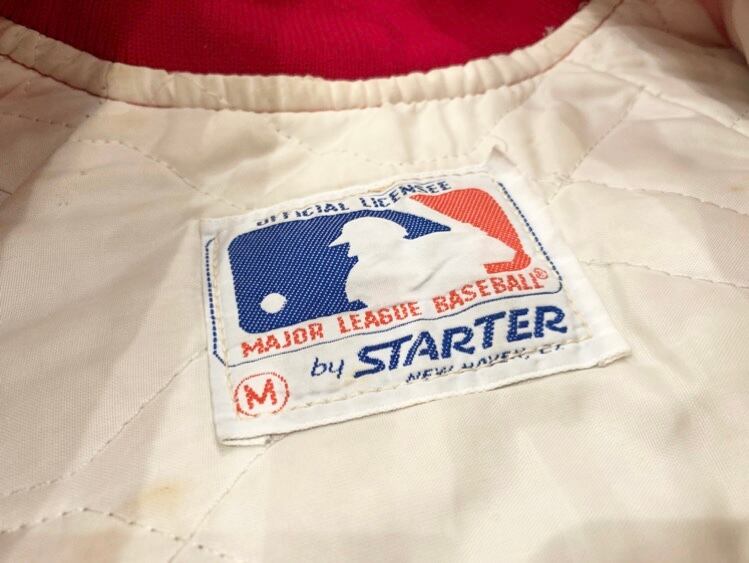 OFFICIAL LICENSEE
MAJOR LEAGUE BASEBALL®
by STARTER
NEW HAVEN, CT
M